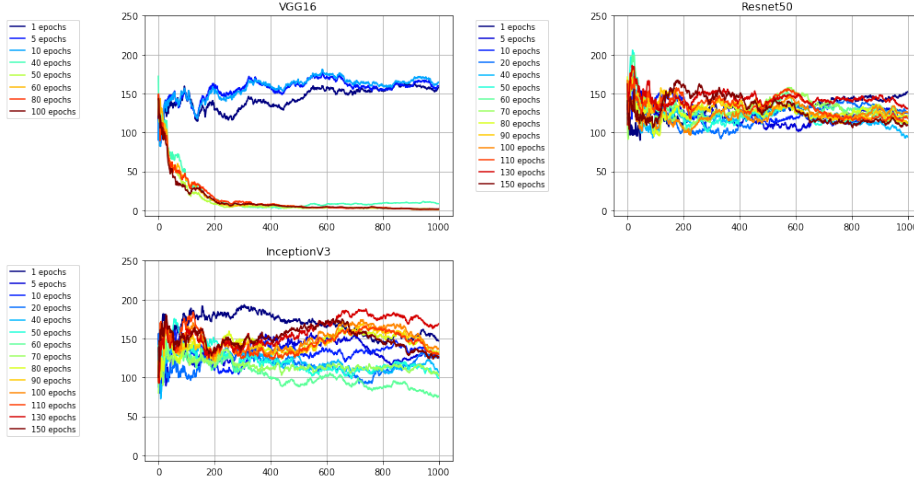 VGG16
1 epochs
5 epochs
10 epochs
40 epochs
50 epochs
60 epochs
80 epochs
100 epochs
250
200
150
100
50
0
0 200 400 600 800 1000
Resnet50
1 epochs
5 epochs
10 epochs
20 epochs
40 epochs
50 epochs
60 epochs
70 epochs
80 epochs
90 epochs
100 epochs
110 epochs
130 epochs
150 epochs
250
200
150
100
50
0
0 200 400 600 800 1000
InceptionV3
1 epochs
5 epochs
10 epochs
20 epochs
40 epochs
50 epochs
60 epochs
70 epochs
80 epochs
90 epochs
100 epochs
110 epochs
130 epochs
150 epochs
250
200
150
100
50
0
0 200 400 600 800 1000